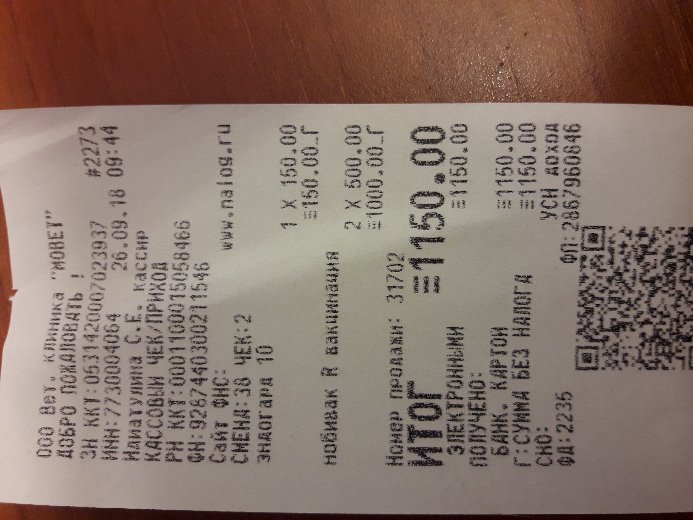 ООО Вет. клиника "МОВЕТ"
ДОБРО ПОЖАЛОВАТЬ !
ЗН ККТ:0531420007023937 #2273
ИНН:7730004064 26.09.18 09:44
КАССИР
КАССОВЫЙ ЧЕК/ПРИХОД
РН ККТ:0001100015058466
ФН:9287440300211546
Сайт ФНС: www.nalog.ru
СМЕНА:38 ЧЕК:2
Эндогард 10
1 X 150.00
=150.00_Г
Нобивак R вакцинация
2 X 500.00
=1000.00_Г
Номер продажи: 31702
ИТОГ =1150.00
ЭЛЕКТРОННЫМИ =1150.00
ПОЛУЧЕНО:
БАНК. КАРТОЙ =1150.00
Г:СУММА БЕЗ НАЛОГА =1150.00
СНО: УСН ДОХОД
ФД:2235 ФП:2867960846